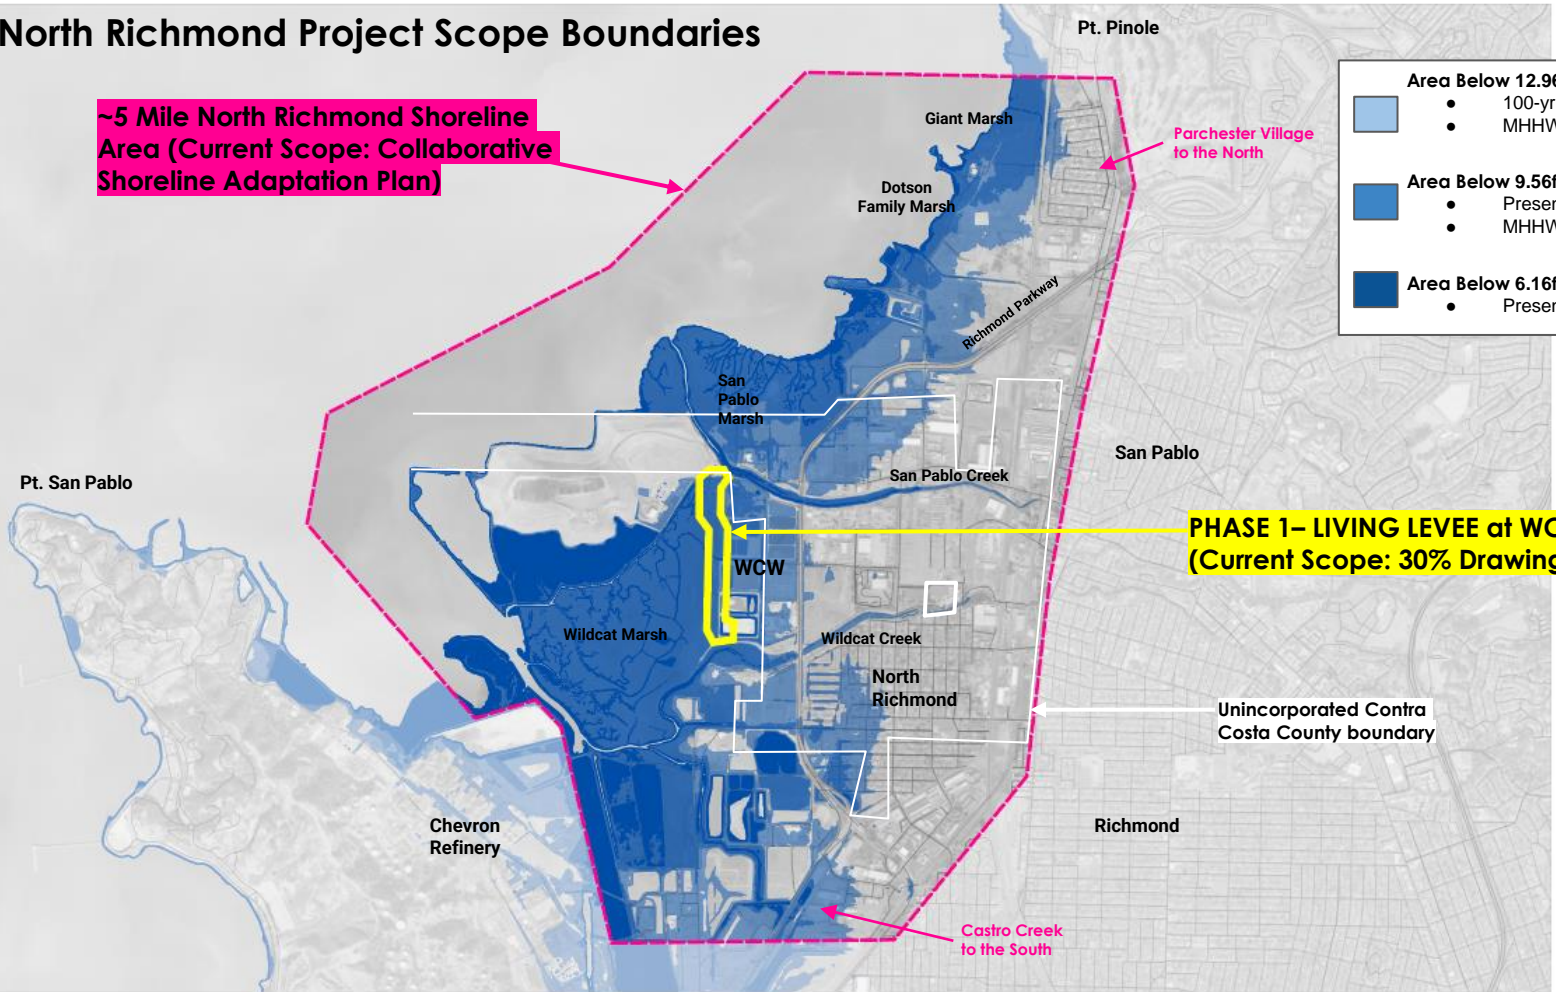 North Richmond Project Scope Boundaries
Pt. Pinole
~5 Mile North Richmond Shoreline
Area (Current Scope: Collaborative
Shoreline Adaptation Plan)
Area Below 12.96
● 100-yr
● MHHW
Area Below 9.56f
● Presen
● MHHW
Area Below 6.16f
● Presen
Giant Marsh
Parchester Village
to the North
Dotson
Family Marsh
Richmond Parkway
San
Pablo
Marsh
San Pablo
San Pablo Creek
Pt. San Pablo
PHASE 1– LIVING LEVEE at WC
(Current Scope: 30% Drawing
WCW
Wildcat Marsh
Wildcat Creek
North
Richmond
Unincorporated Contra
Costa County boundary
Chevron
Refinery
Richmond
Castro Creek
to the South